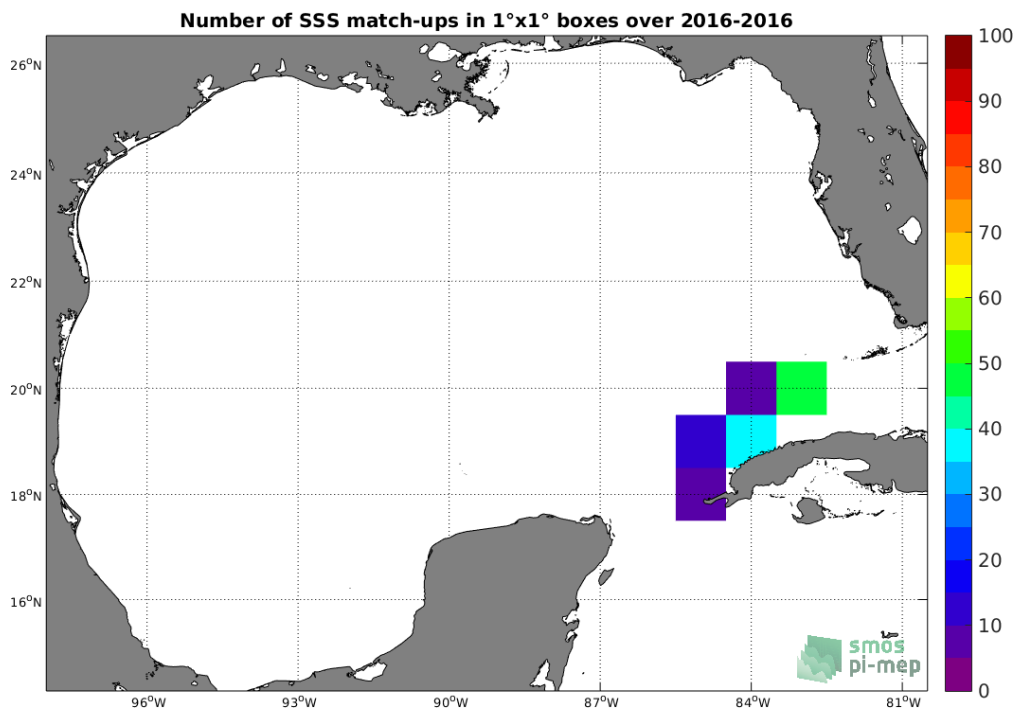 Number of SSS match-ups in 1°x1° boxes over 2016-2016
26°N
24°N
22°N
20°N
18°N
16°N
96°W
93°W
90°W
87°W
84°W
81°W
100
90
80
70
60
50
40
30
20
10
0
smos
pi-mep